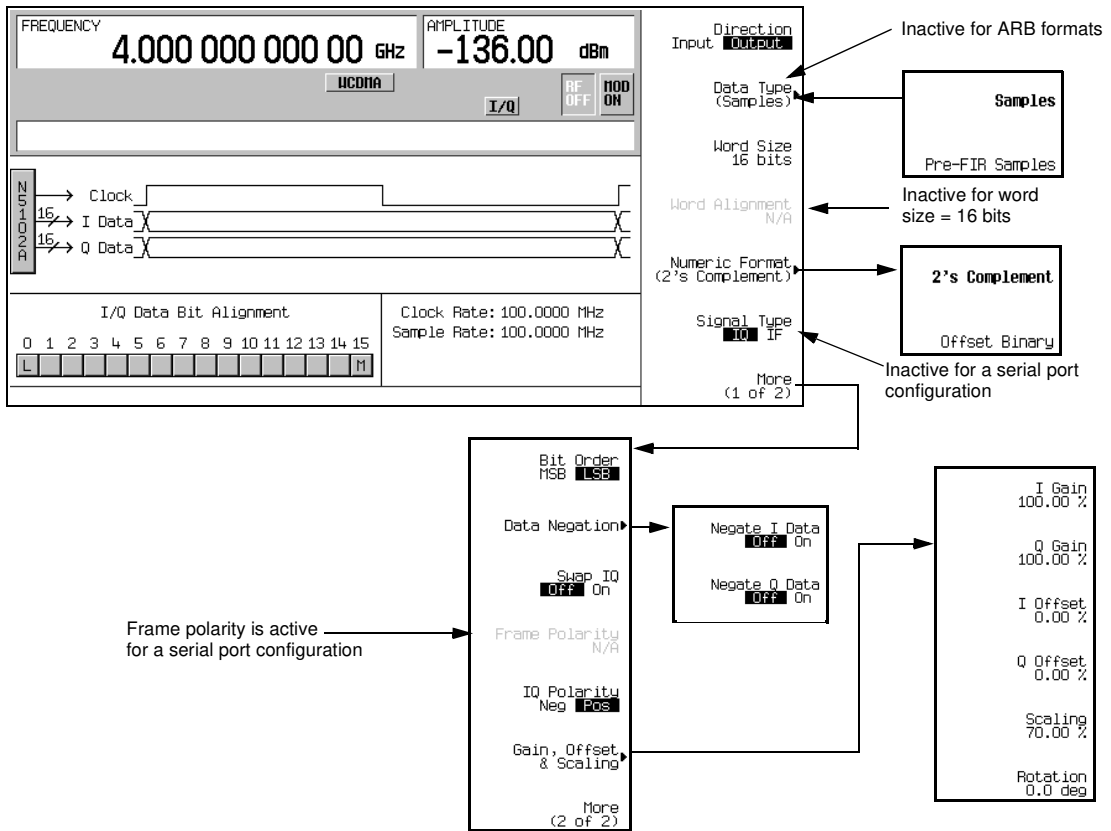 FREQUENCY
4.000 000 000 00 GHz
AMPLITUDE
-136.00 dBm
WCDMA
I/Q
RF OFF
MOD ON
N5102A
Clock
16 I Data
16 Q Data
I/Q Data Bit Alignment
0 1 2 3 4 5 6 7 8 9 10 11 12 13 14 15
L M
Clock Rate: 100.0000 MHz
Sample Rate: 100.0000 MHz
Direction
Input Output
Data Type
(Samples)
Word Size
16 bits
Word Alignment
N/A
Numeric Format
(2's Complement)
Signal Type
IQ IF
More
(1 of 2)
Inactive for ARB formats
Samples
Pre-FIR Samples
Inactive for word
size = 16 bits
2's Complement
Offset Binary
Inactive for a serial port
configuration
Bit Order
MSB LSB
Data Negation
Swap IQ
Off On
Frame Polarity
N/A
IQ Polarity
Neg Pos
Gain, Offset
& Scaling
More
(2 of 2)
Frame polarity is active
for a serial port configuration
Negate I Data
Off On
Negate Q Data
Off On
I Gain
100.00 %
Q Gain
100.00 %
I Offset
0.00 %
Q Offset
0.00 %
Scaling
70.00 %
Rotation
0.0 deg